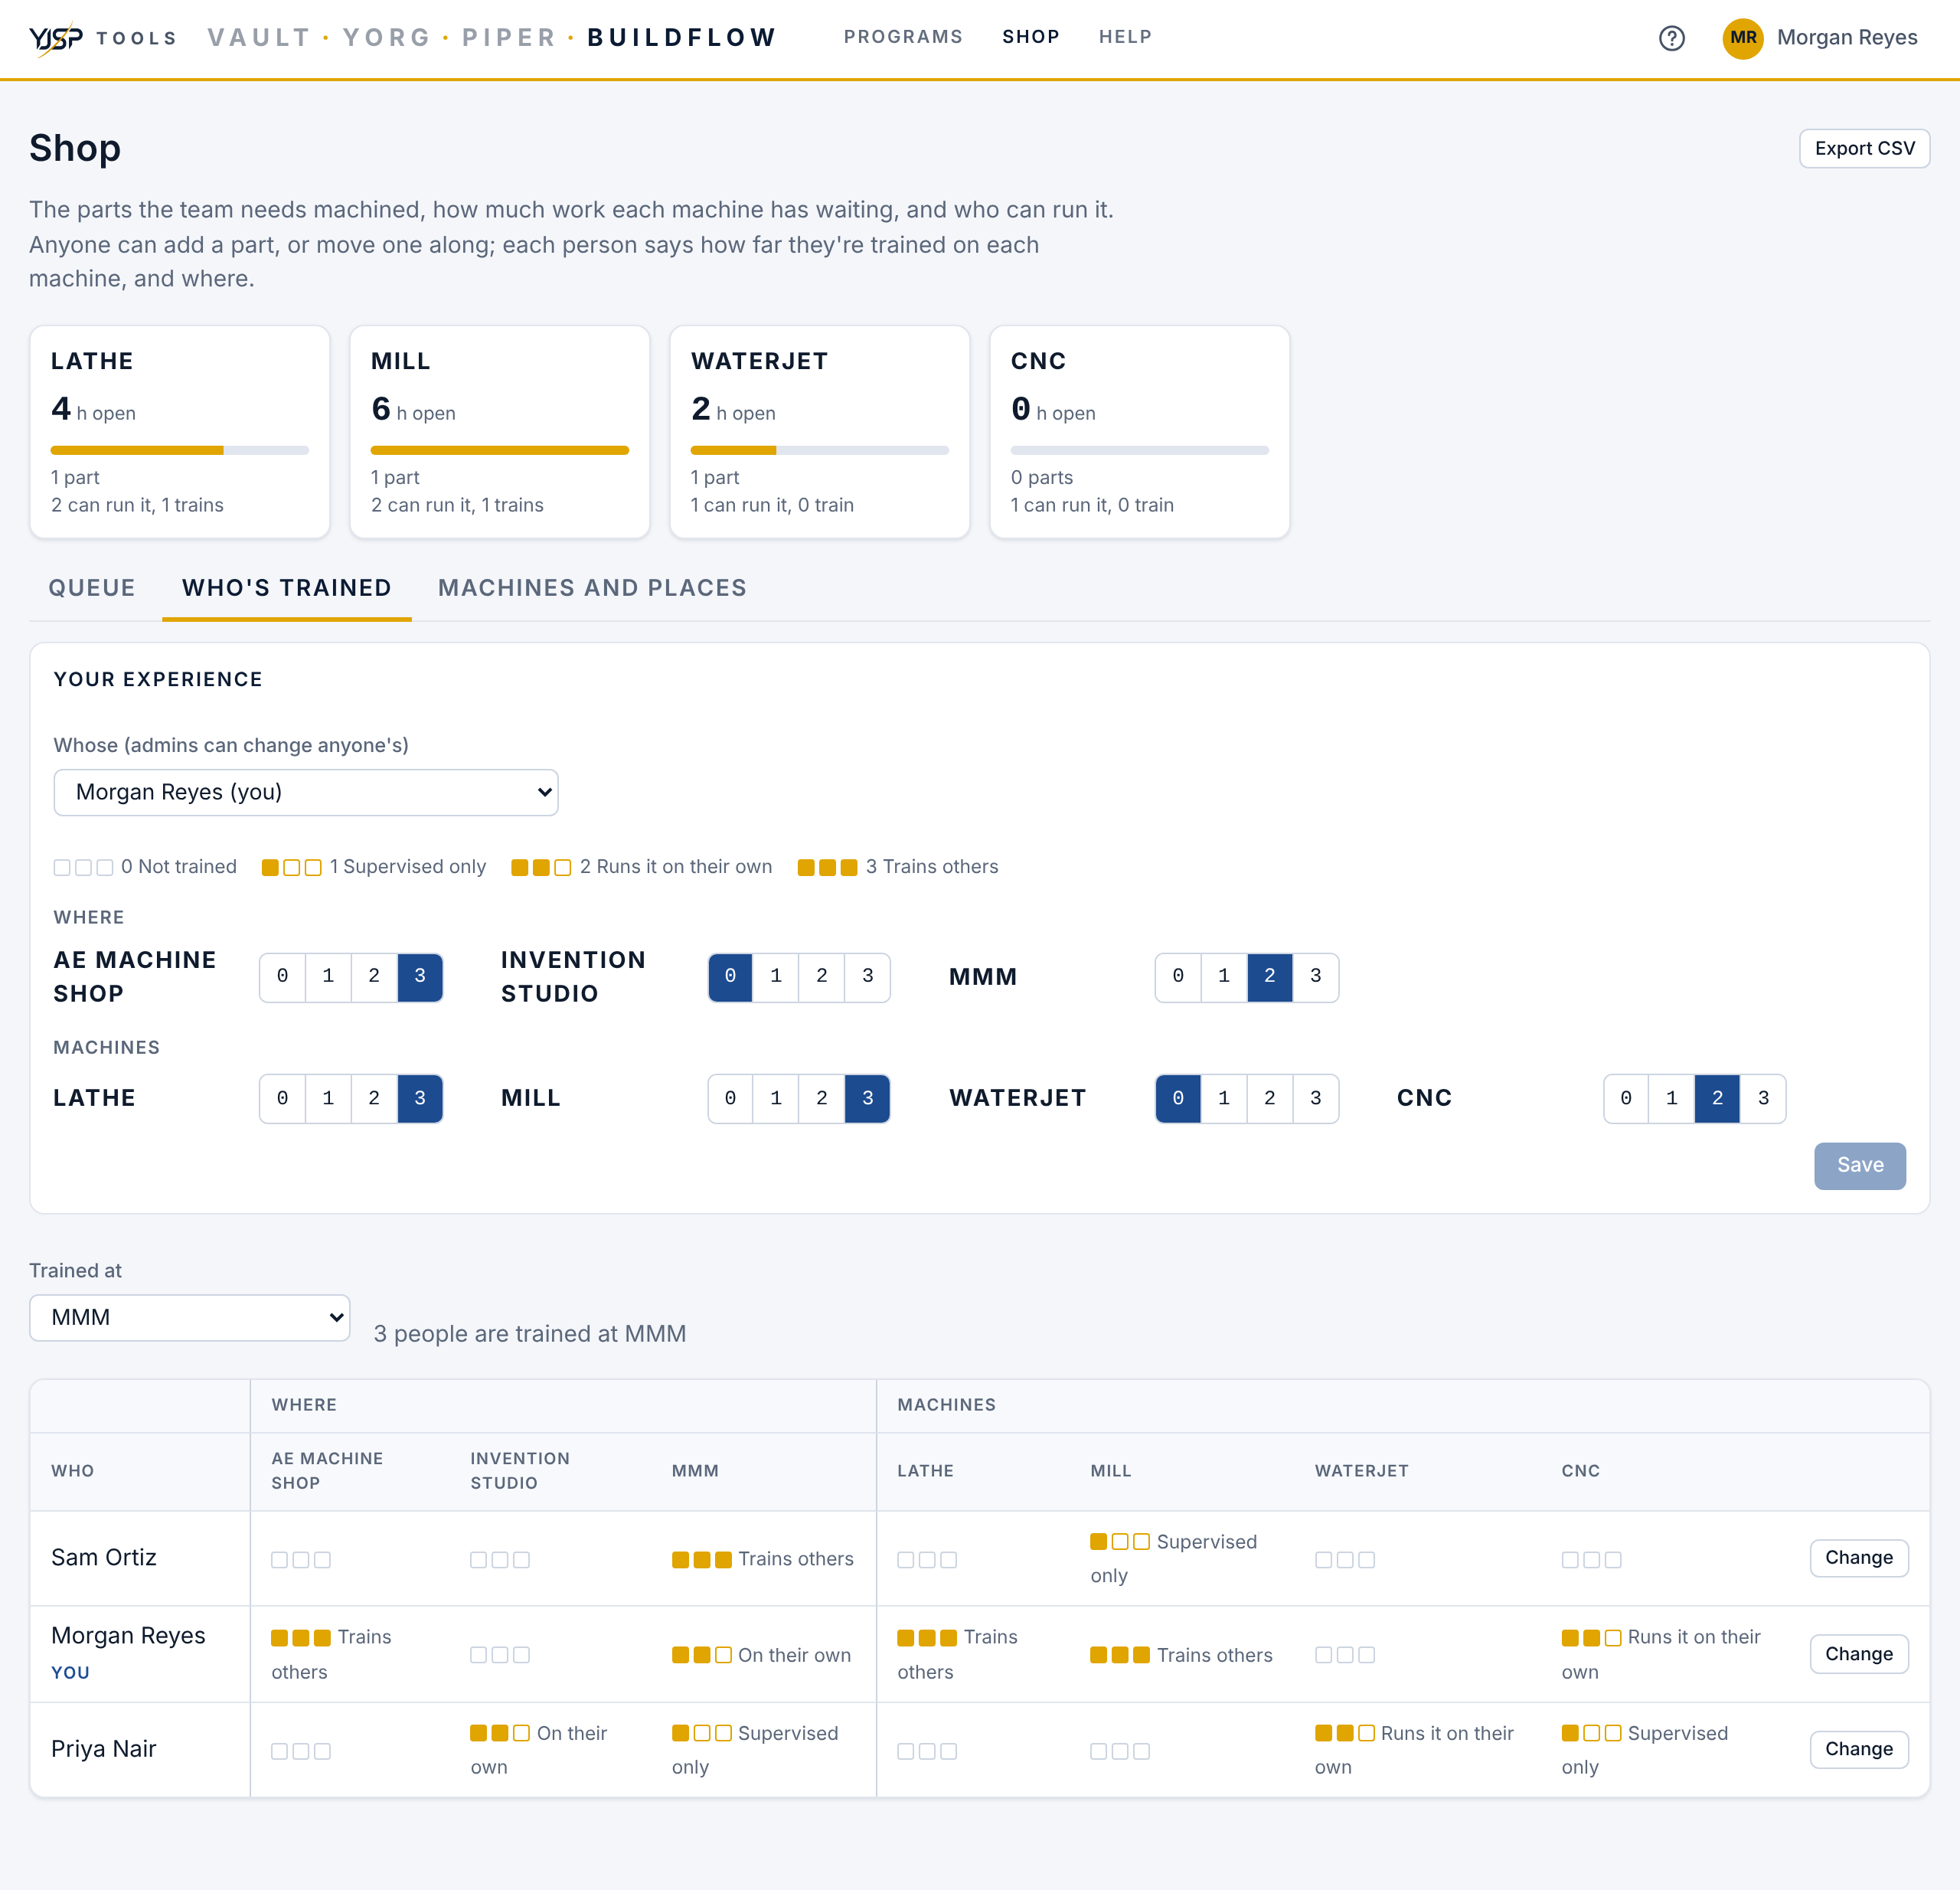 YJSP TOOLS VAULT · YORG · PIPER · BUILDFLOW PROGRAMS SHOP HELP ? MR Morgan Reyes
Shop Export CSV
The parts the team needs machined, how much work each machine has waiting, and who can run it.
Anyone can add a part, or move one along; each person says how far they're trained on each
machine, and where.
LATHE
4 h open
1 part
2 can run it, 1 trains
MILL
6 h open
1 part
2 can run it, 1 trains
WATERJET
2 h open
1 part
1 can run it, 0 train
CNC
0 h open
0 parts
1 can run it, 0 train
QUEUE WHO'S TRAINED MACHINES AND PLACES
YOUR EXPERIENCE
Whose (admins can change anyone's)
Morgan Reyes (you)
0 Not trained 1 Supervised only 2 Runs it on their own 3 Trains others
WHERE
AE MACHINE
SHOP
0 1 2 3
INVENTION
STUDIO
0 1 2 3
MMM 0 1 2 3
MACHINES
LATHE 0 1 2 3 MILL 0 1 2 3 WATERJET 0 1 2 3 CNC 0 1 2 3
Save
Trained at
MMM
3 people are trained at MMM
WHERE MACHINES
WHO
AE MACHINE
SHOP
INVENTION
STUDIO
MMM LATHE MILL WATERJET CNC
Sam Ortiz
Trains others
Supervised
only
Change
Morgan Reyes
YOU
Trains
others
On their own
Trains
others
Trains others
Runs it on their
own
Change
Priya Nair
On their
own
Supervised
only
Runs it on their
own
Supervised
only
Change